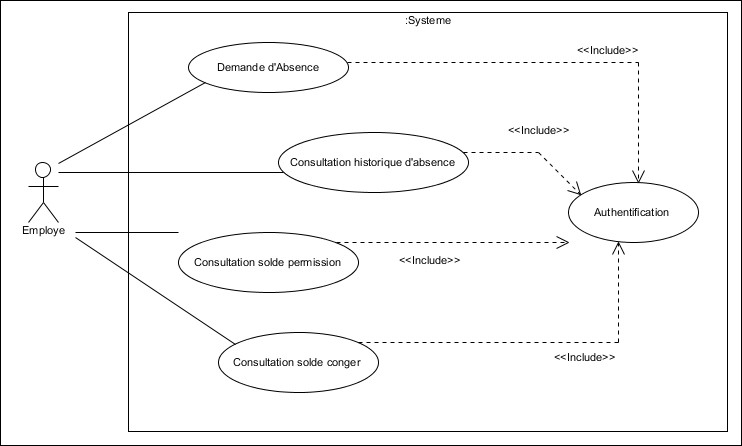 :Systeme
<<Include>>
Demande d'Absence
<<Include>>
Consultation historique d'absence
Authentification
Employe
Consultation solde permission
<<Include>>
<<Include>>
Consultation solde conger